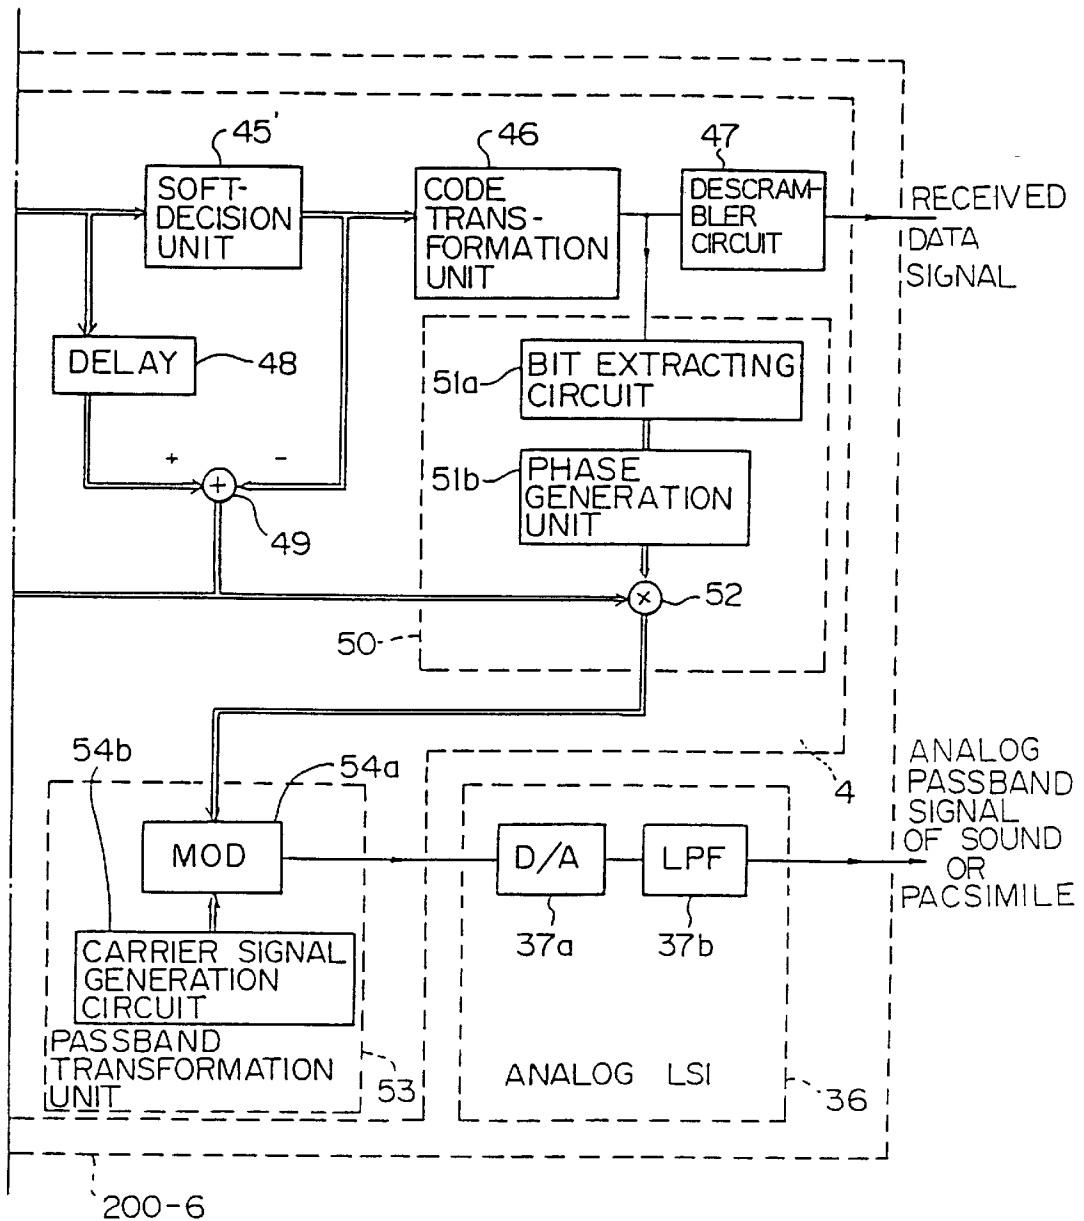 45'
SOFT-
DECISION
UNIT
46
CODE
TRANS-
FORMATION
UNIT
47
DESCRAM-
BLER
CIRCUIT
RECEIVED
DATA
SIGNAL
DELAY
48
51a
BIT EXTRACTING
CIRCUIT
51b
PHASE
GENERATION
UNIT
+
-
+
49
×
52
50
4
54b
54a
MOD
CARRIER SIGNAL
GENERATION
CIRCUIT
PASSBAND
TRANSFORMATION
UNIT
53
D/A
37a
LPF
37b
ANALOG LSI
36
ANALOG
PASSBAND
SIGNAL
OF SOUND
OR
PACSIMILE
200-6